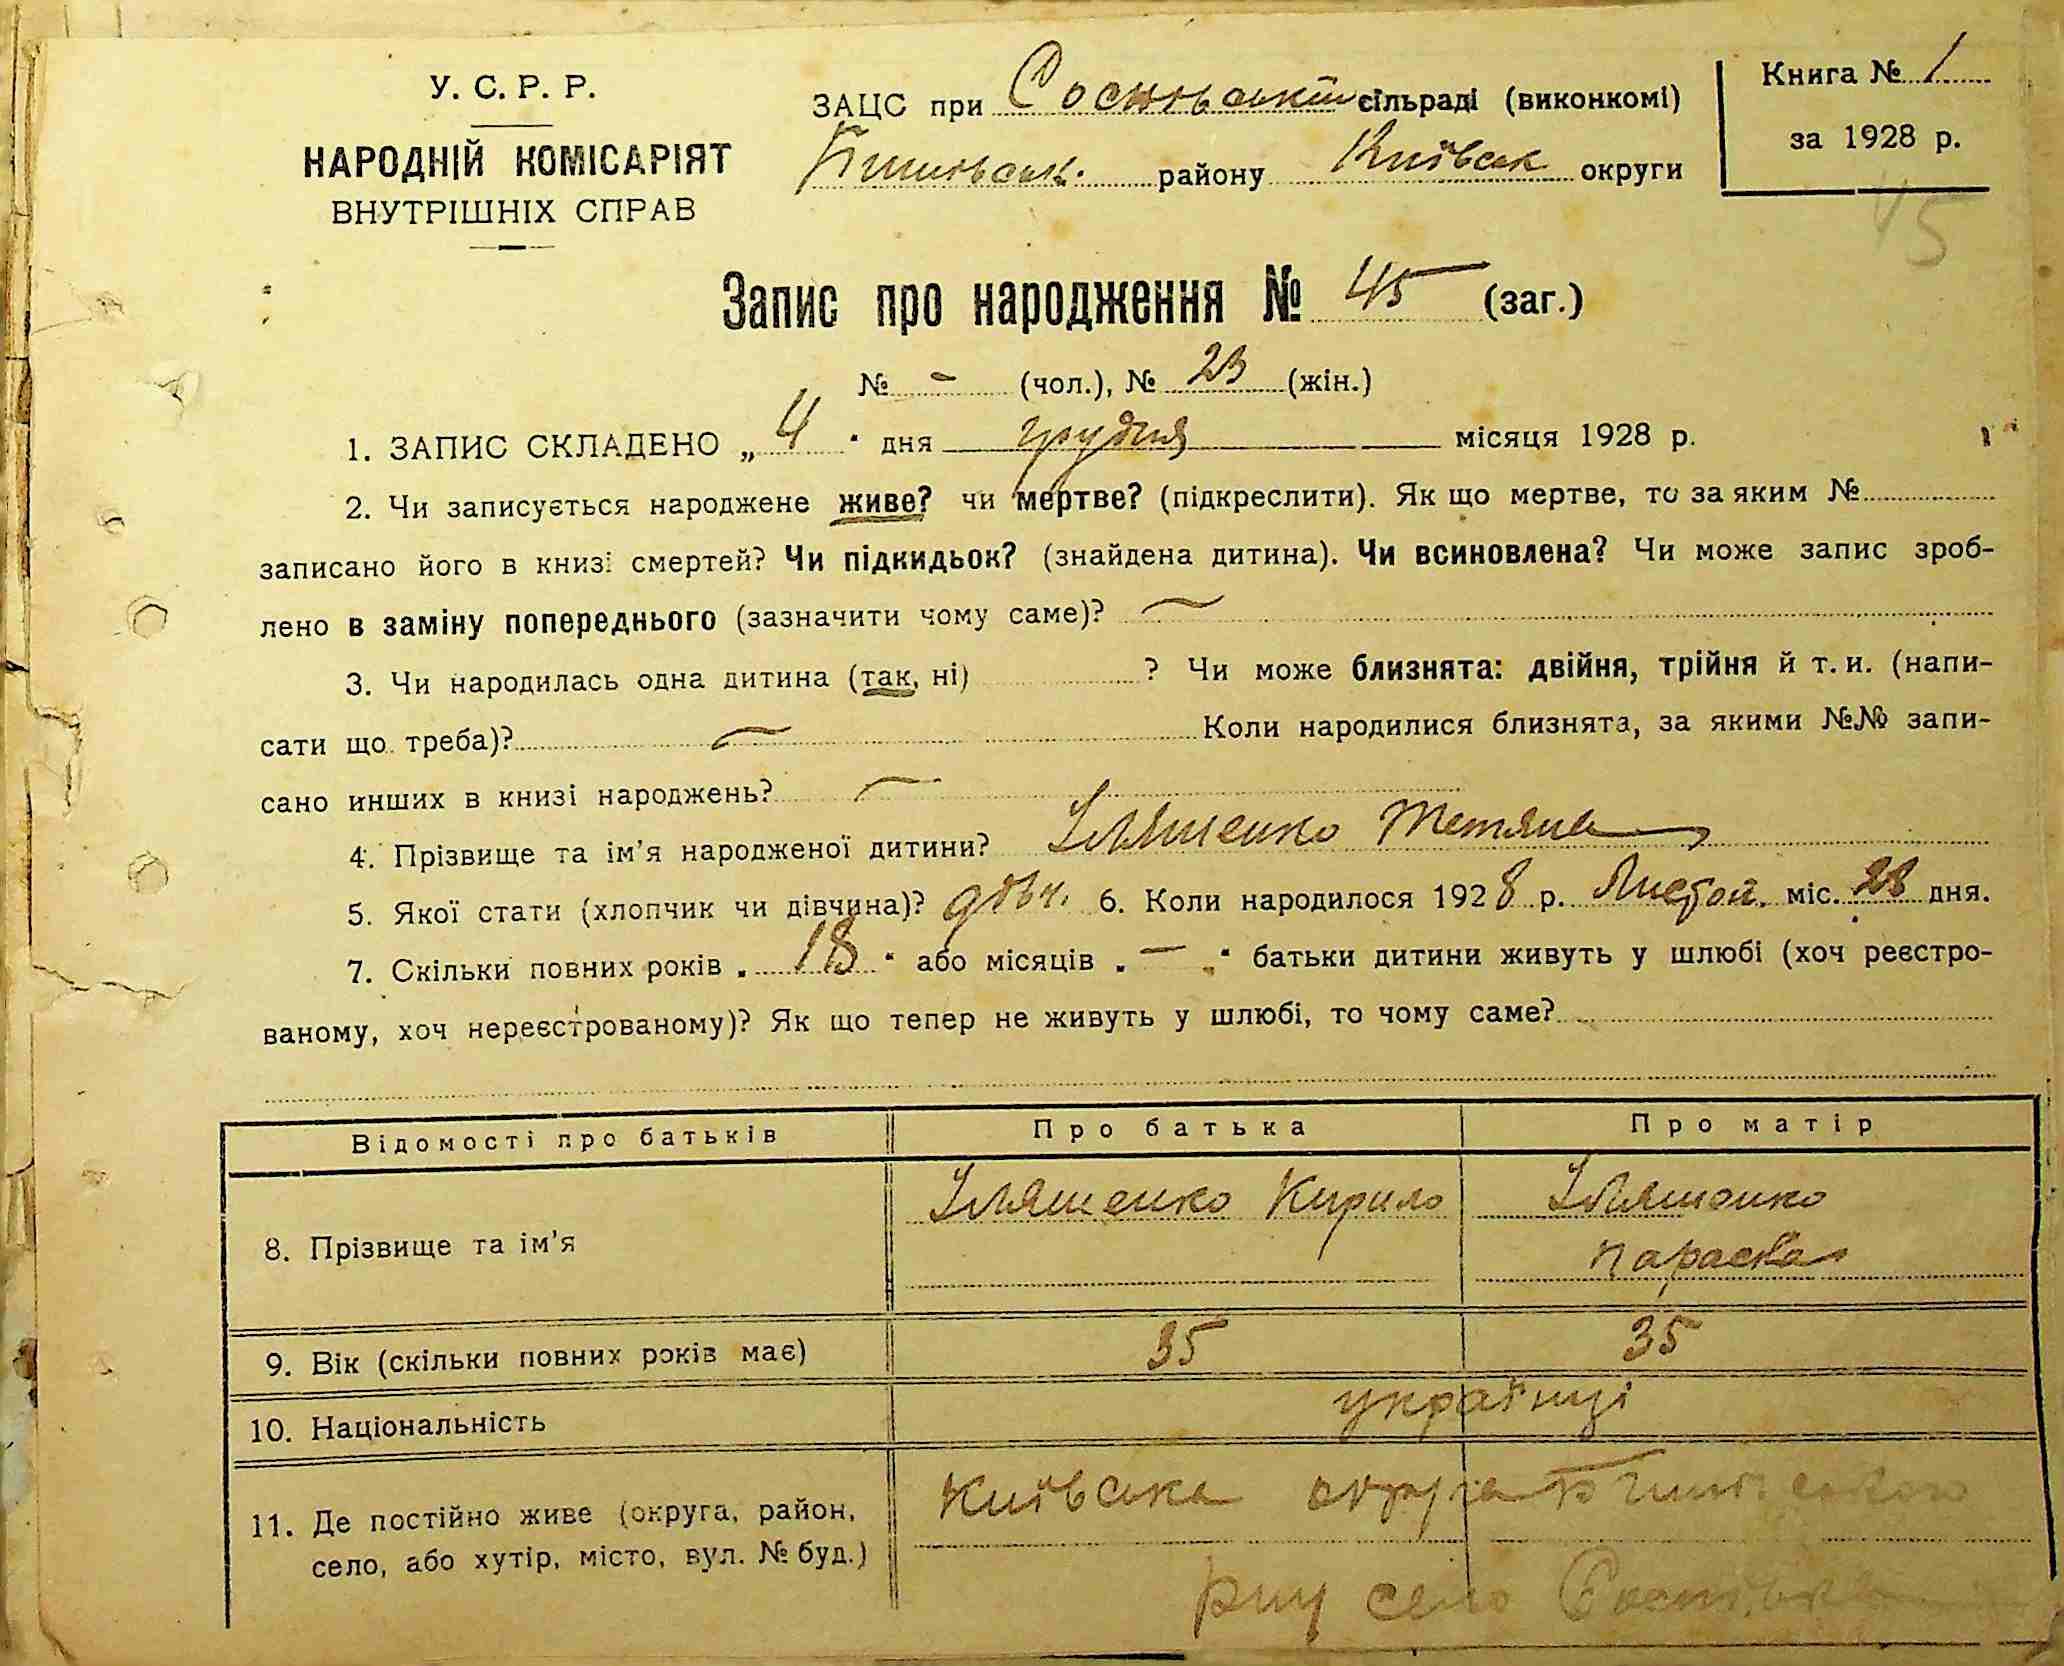 У. С. Р. Р.
НАРОДНІЙ КОМІСАРІЯТ
ВНУТРІШНІХ СПРАВ
ЗАЦС при Соснівській сільраді (виконкомі)
району Київськ округи
Книга № 1
за 1928 р.
45
Запис про народження № 45 (заг.)
№ - (чол.), № 23 (жін.)
1. ЗАПИС СКЛАДЕНО „ 4 " дня грудня місяця 1928 р.
2. Чи записується народжене живе? чи мертве? (підкреслити). Як що мертве, то за яким №
записано його в книзі смертей? Чи підкидьок? (знайдена дитина). Чи всиновлена? Чи може запис зроб-
лено в заміну попереднього (зазначити чому саме)? —
3. Чи народилась одна дитина (так, ні) ? Чи може близнята: двійня, трійня й т. и. (напи-
сати що треба)? — Коли народилися близнята, за якими №№ запи-
сано инших в книзі народжень? —
4. Прізвище та ім'я народженої дитини? Ілляшенко Тетяна
5. Якої статі (хлопчик чи дівчина)? дівч. 6. Коли народилося 1928 р. Листоп. міс. 28 дня.
7. Скільки повних років „ 18 " або місяців „ — " батьки дитини живуть у шлюбі (хоч реєстро-
ваному, хоч нереєстрованому)? Як що тепер не живуть у шлюбі, то чому саме?
Відомості про батьків Про батька Про матір
8. Прізвище та ім'я Ілляшенко Кирило Ілляшенко
Параска
9. Вік (скільки повних років має) 35 35
10. Національність українці
11. Де постійно живе (округа, район, Київська округа
село, або хутір, місто, вул. № буд.) р-ну село Соснівка